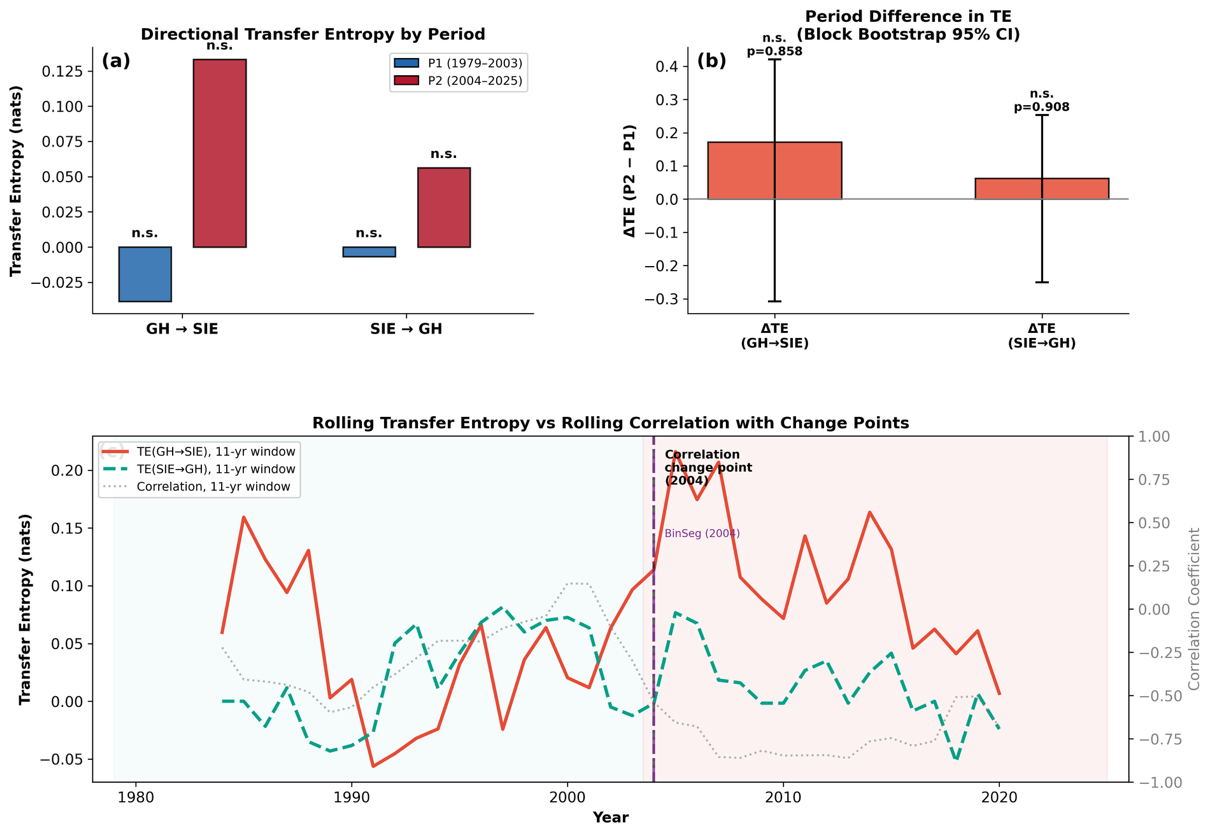 Directional Transfer Entropy by Period
(a)
n.s.
n.s.
n.s.
n.s.
P1 (1979–2003)
P2 (2004–2025)
Transfer Entropy (nats)
0.125
0.100
0.075
0.050
0.025
0.000
−0.025
GH → SIE
SIE → GH
Period Difference in TE
(Block Bootstrap 95% CI)
(b)
n.s.
p=0.858
n.s.
p=0.908
ΔTE (P2 − P1)
0.4
0.3
0.2
0.1
0.0
−0.1
−0.2
−0.3
ΔTE
(GH→SIE)
ΔTE
(SIE→GH)
Rolling Transfer Entropy vs Rolling Correlation with Change Points
TE(GH→SIE), 11-yr window
TE(SIE→GH), 11-yr window
Correlation, 11-yr window
Correlation
change point
(2004)
BinSeg (2004)
Transfer Entropy (nats)
0.20
0.15
0.10
0.05
0.00
−0.05
1.00
0.75
0.50
0.25
0.00
−0.25
−0.50
−0.75
−1.00
Correlation Coefficient
1980
1990
2000
2010
2020
Year